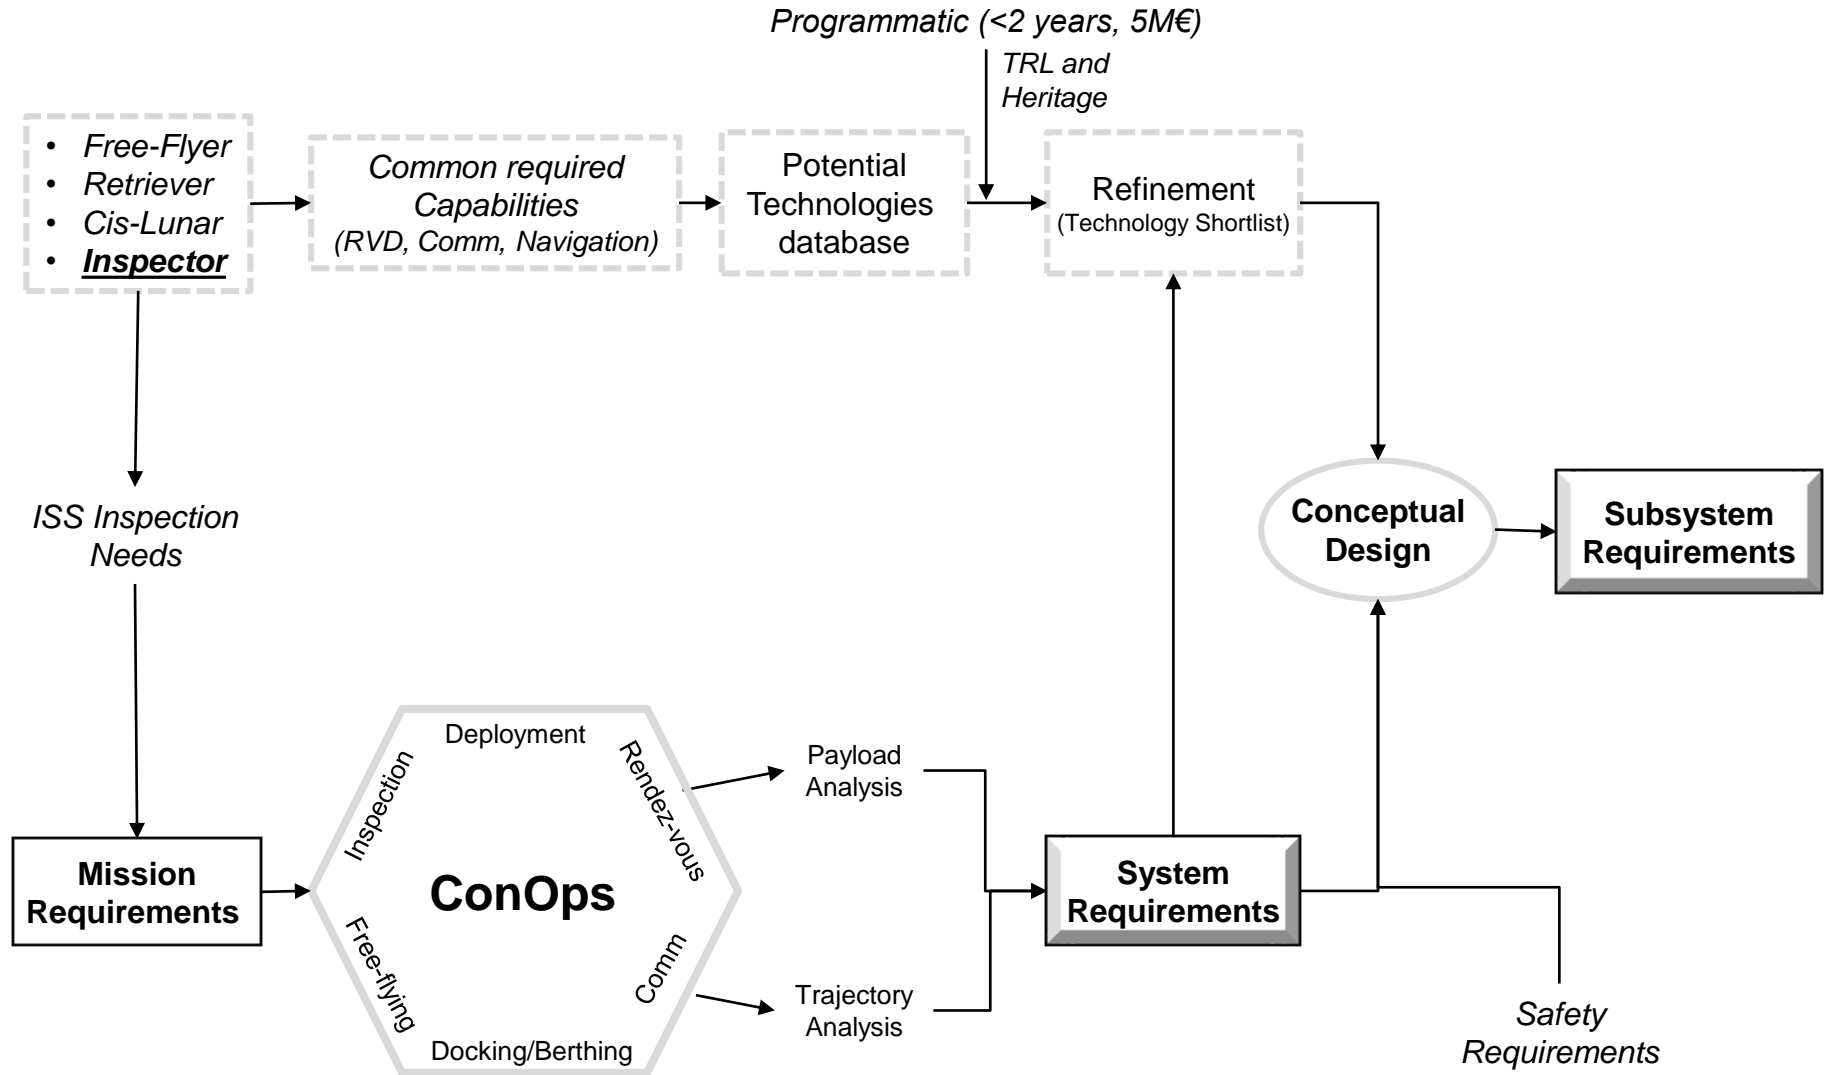 Programmatic (<2 years, 5M€)
TRL and
Heritage
• Free-Flyer
• Retriever
• Cis-Lunar
• Inspector
Common required
Capabilities
(RVD, Comm, Navigation)
Potential
Technologies
database
Refinement
(Technology Shortlist)
ISS Inspection
Needs
Conceptual
Design
Subsystem
Requirements
Mission
Requirements
Deployment
Inspection
Rendez-vous
ConOps
Free-flying
Comm
Docking/Berthing
Payload
Analysis
Trajectory
Analysis
System
Requirements
Safety
Requirements